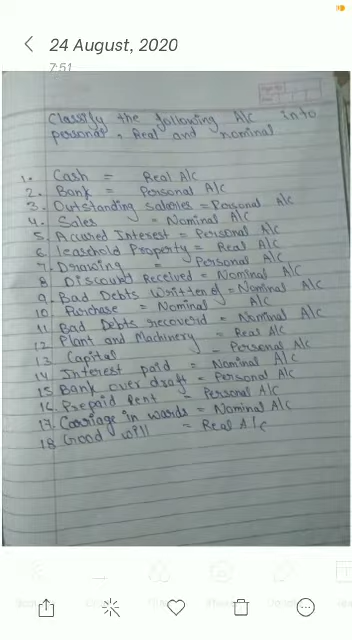 24 August, 2020
7:51
Classify the following A/c into
personal, Real and nominal
1. Cash = Real A/c
2. Bank = Personal A/c
3. Outstanding salaries = Personal A/c
4. Sales = Nominal A/c
5. Accured Interest = Personal A/c
6 leasehold Property = Real A/c
7. Drawing = Personal A/c
8 Discount Received = Nominal A/c
9. Bad Debts Written of = Nominal A/c
10 Purchase = Nominal A/c
11 Bad Debts recoverd = Nominal A/c
12 Plant and Machinery = Real A/c
13 Capital = Personal A/c
14 Interest paid = Nominal A/c
15 Bank over draft = Personal A/c
16 Prepaid Rent = Personal A/c
17. Carriage in wards = Nominal A/c
18 Good will = Real A/c